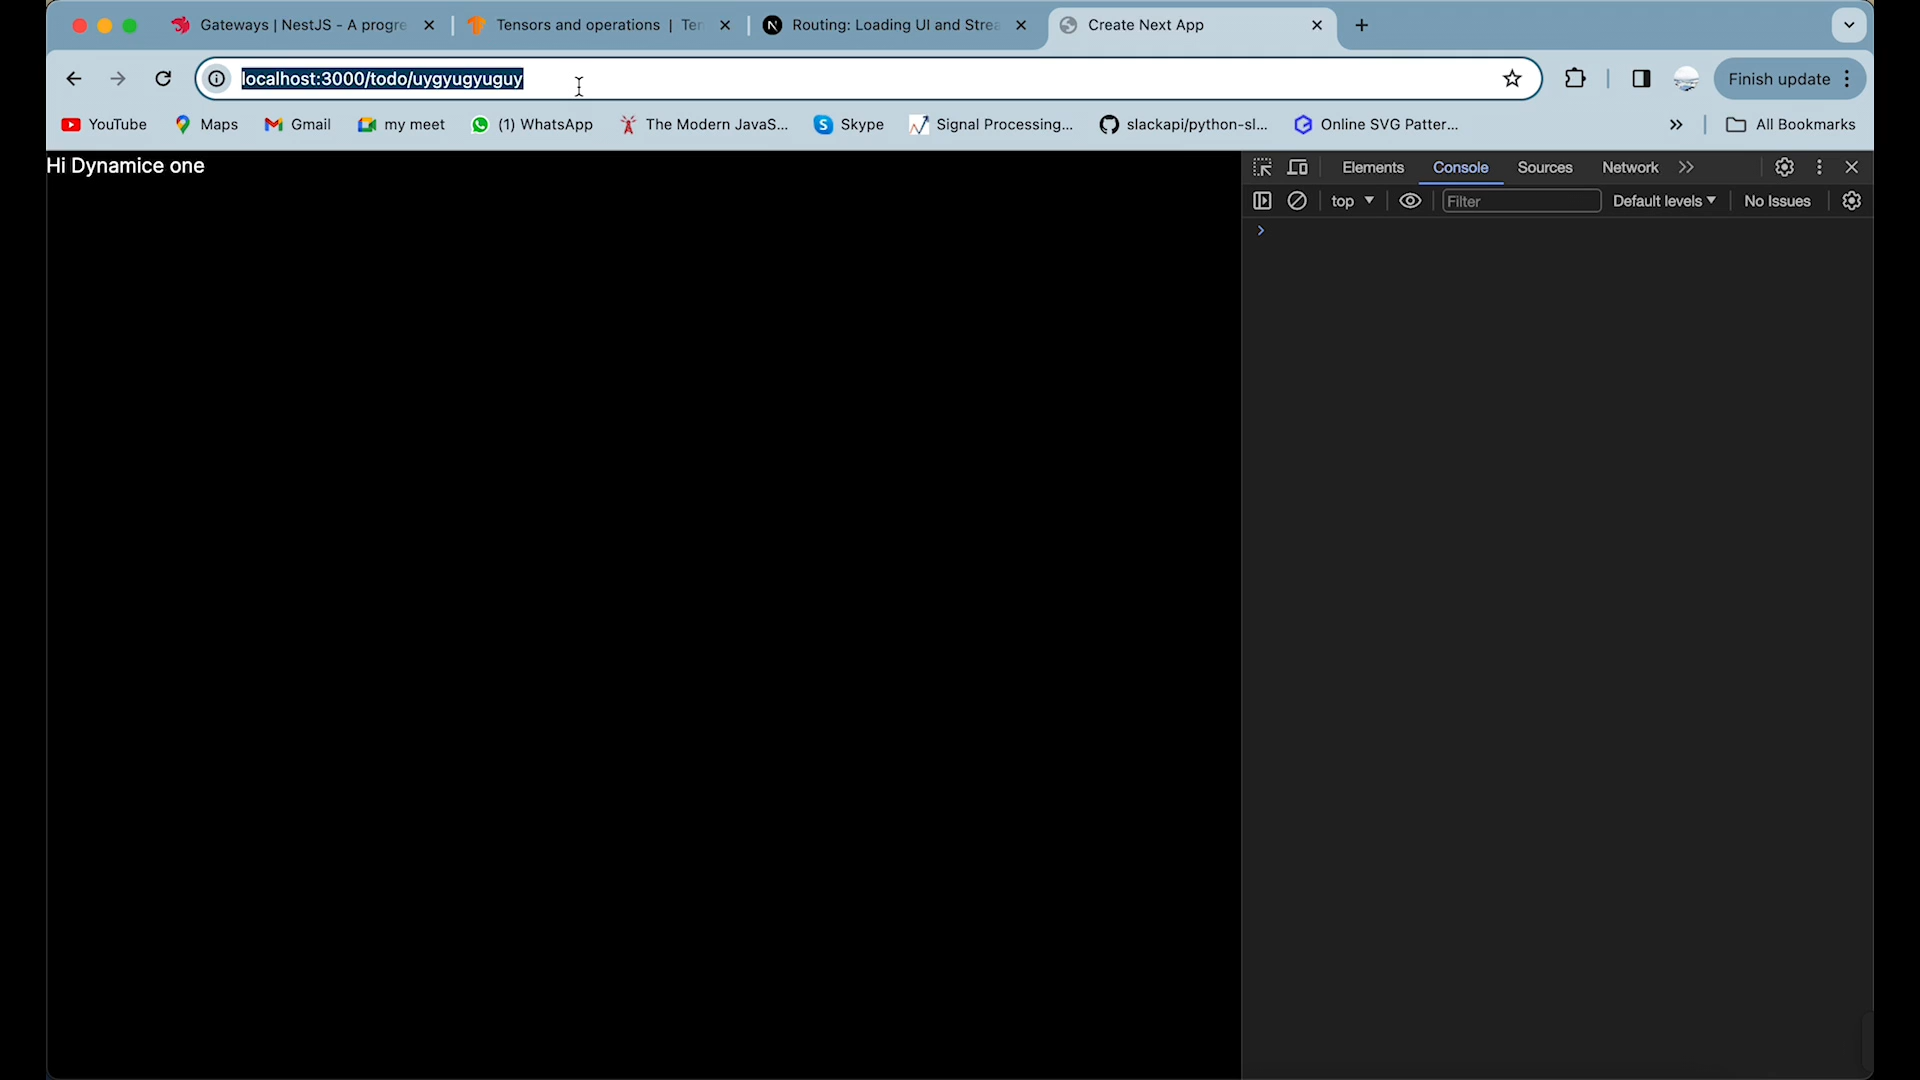 Gateways | NestJS - A progre
Tensors and operations | Ten
Routing: Loading UI and Strea
Create Next App
localhost:3000/todo/uygyugyuguy
Finish update
YouTube
Maps
Gmail
my meet
(1) WhatsApp
The Modern JavaS...
Skype
Signal Processing...
slackapi/python-sl...
Online SVG Patter...
All Bookmarks
Hi Dynamice one
Elements
Console
Sources
Network
top
Filter
Default levels
No Issues